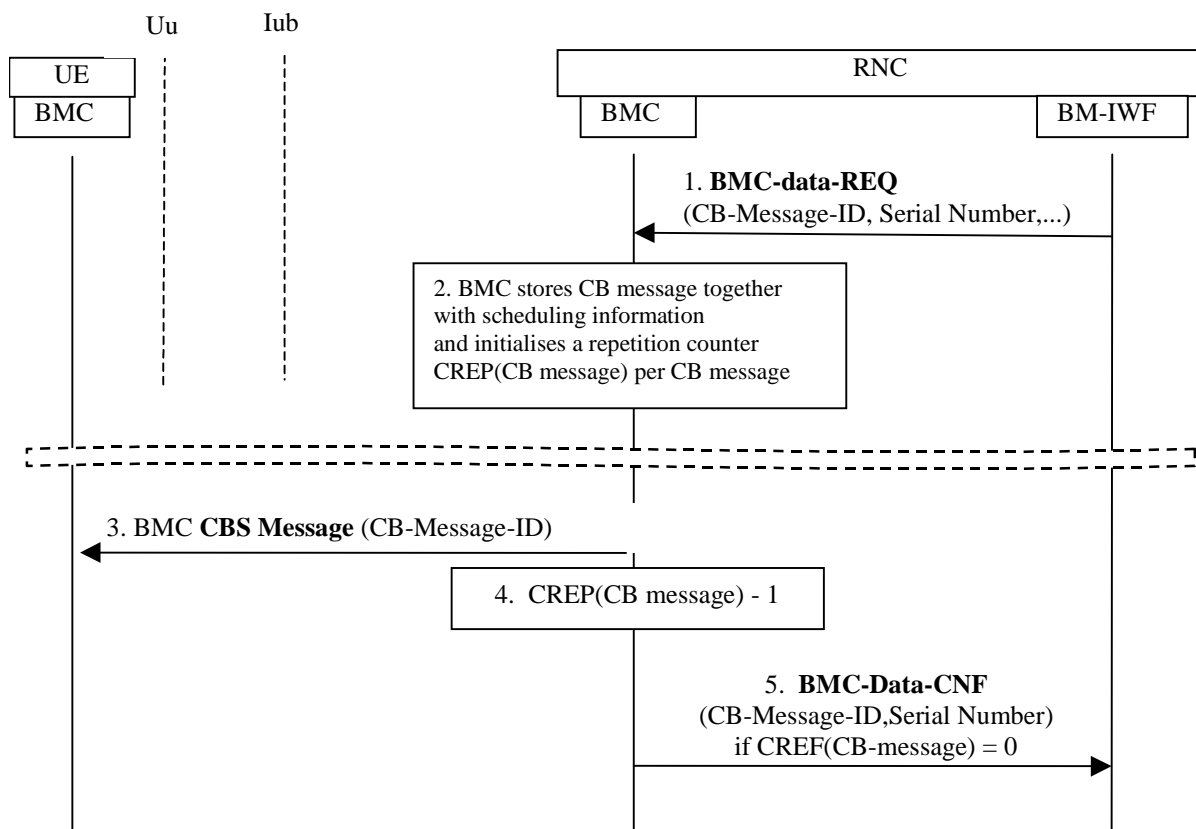 Uu
Iub
UE
RNC
BMC
BMC
BM-IWF
1. BMC-data-REQ
(CB-Message-ID, Serial Number,...)
2. BMC stores CB message together
with scheduling information
and initialises a repetition counter
CREP(CB message) per CB message
3. BMC CBS Message (CB-Message-ID)
4. CREP(CB message) - 1
5. BMC-Data-CNF
(CB-Message-ID,Serial Number)
if CREF(CB-message) = 0